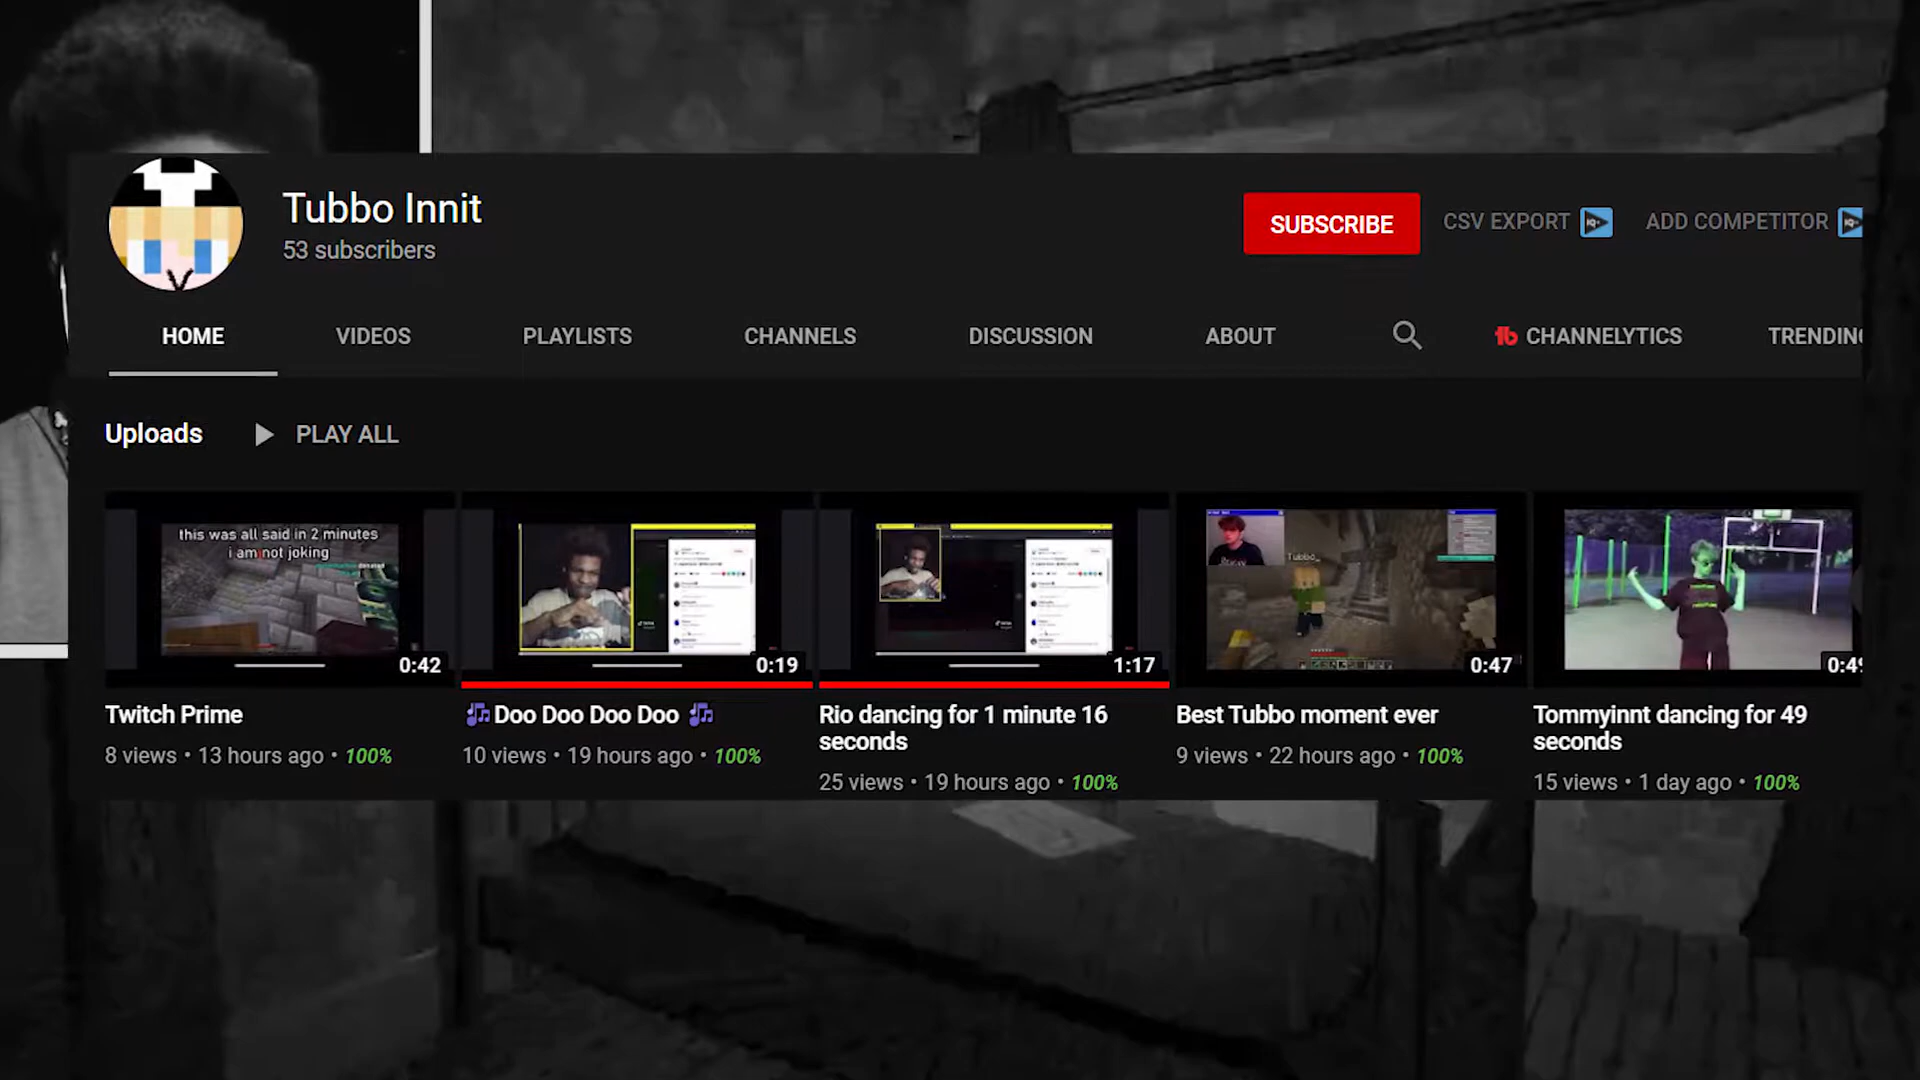 Tubbo Innit
53 subscribers
SUBSCRIBE
CSV EXPORT
ADD COMPETITOR
HOME
VIDEOS
PLAYLISTS
CHANNELS
DISCUSSION
ABOUT
CHANNELYTICS
TRENDING
Uploads
PLAY ALL
this was all said in 2 minutes
i am not joking
0:42
0:19
1:17
Tubbo_
0:47
0:49
Twitch Prime
8 views • 13 hours ago • 100%
🎶Doo Doo Doo Doo 🎶
10 views • 19 hours ago • 100%
Rio dancing for 1 minute 16
seconds
25 views • 19 hours ago • 100%
Best Tubbo moment ever
9 views • 22 hours ago • 100%
Tommyinnt dancing for 49
seconds
15 views • 1 day ago • 100%